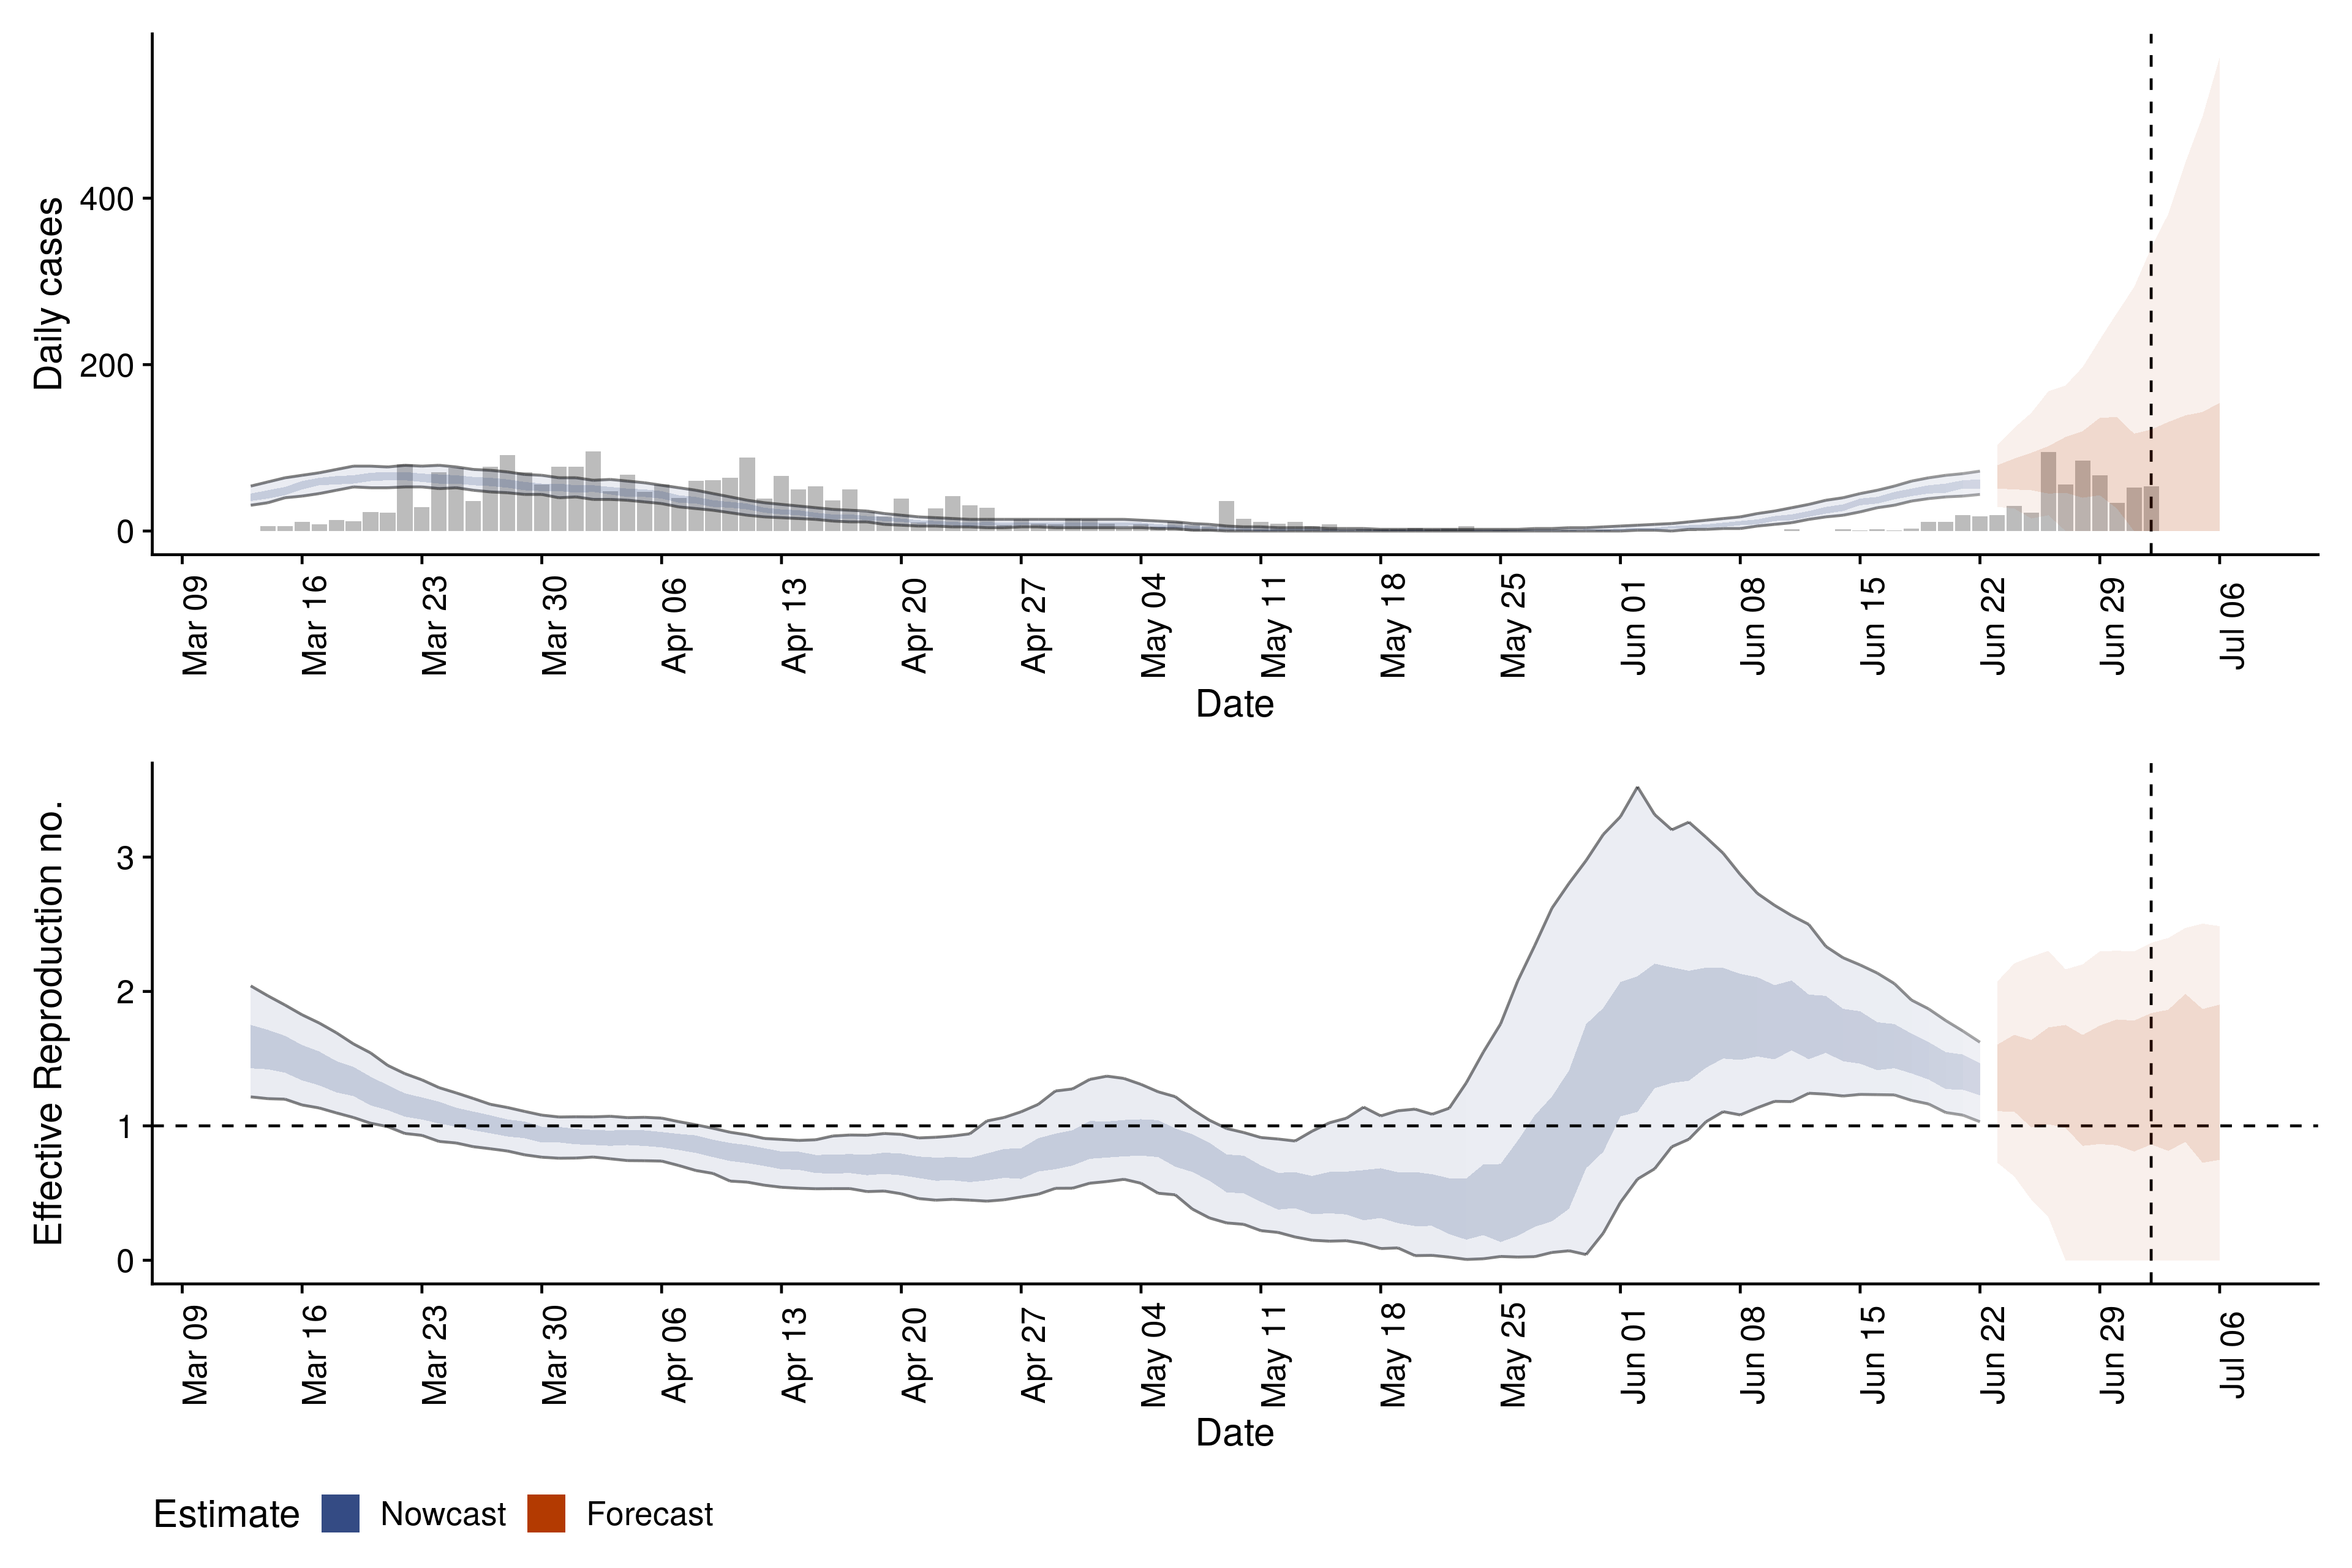 Daily cases
400
200
0
Mar 09
Mar 16
Mar 23
Mar 30
Apr 06
Apr 13
Apr 20
Apr 27
May 04
May 11
May 18
May 25
Jun 01
Jun 08
Jun 15
Jun 22
Jun 29
Jul 06
Date
Effective Reproduction no.
3
2
1
0
Mar 09
Mar 16
Mar 23
Mar 30
Apr 06
Apr 13
Apr 20
Apr 27
May 04
May 11
May 18
May 25
Jun 01
Jun 08
Jun 15
Jun 22
Jun 29
Jul 06
Date
Estimate Nowcast Forecast